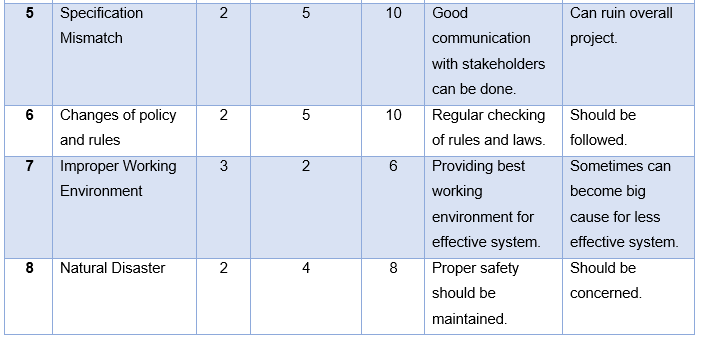 5 Specification 2 5 10 Good Can ruin overall
Mismatch communication project.
with stakeholders
can be done.
6 Changes of policy 2 5 10 Regular checking Should be
and rules of rules and laws. followed.
7 Improper Working 3 2 6 Providing best Sometimes can
Environment working become big
environment for cause for less
effective system. effective system.
8 Natural Disaster 2 4 8 Proper safety Should be
should be concerned.
maintained.